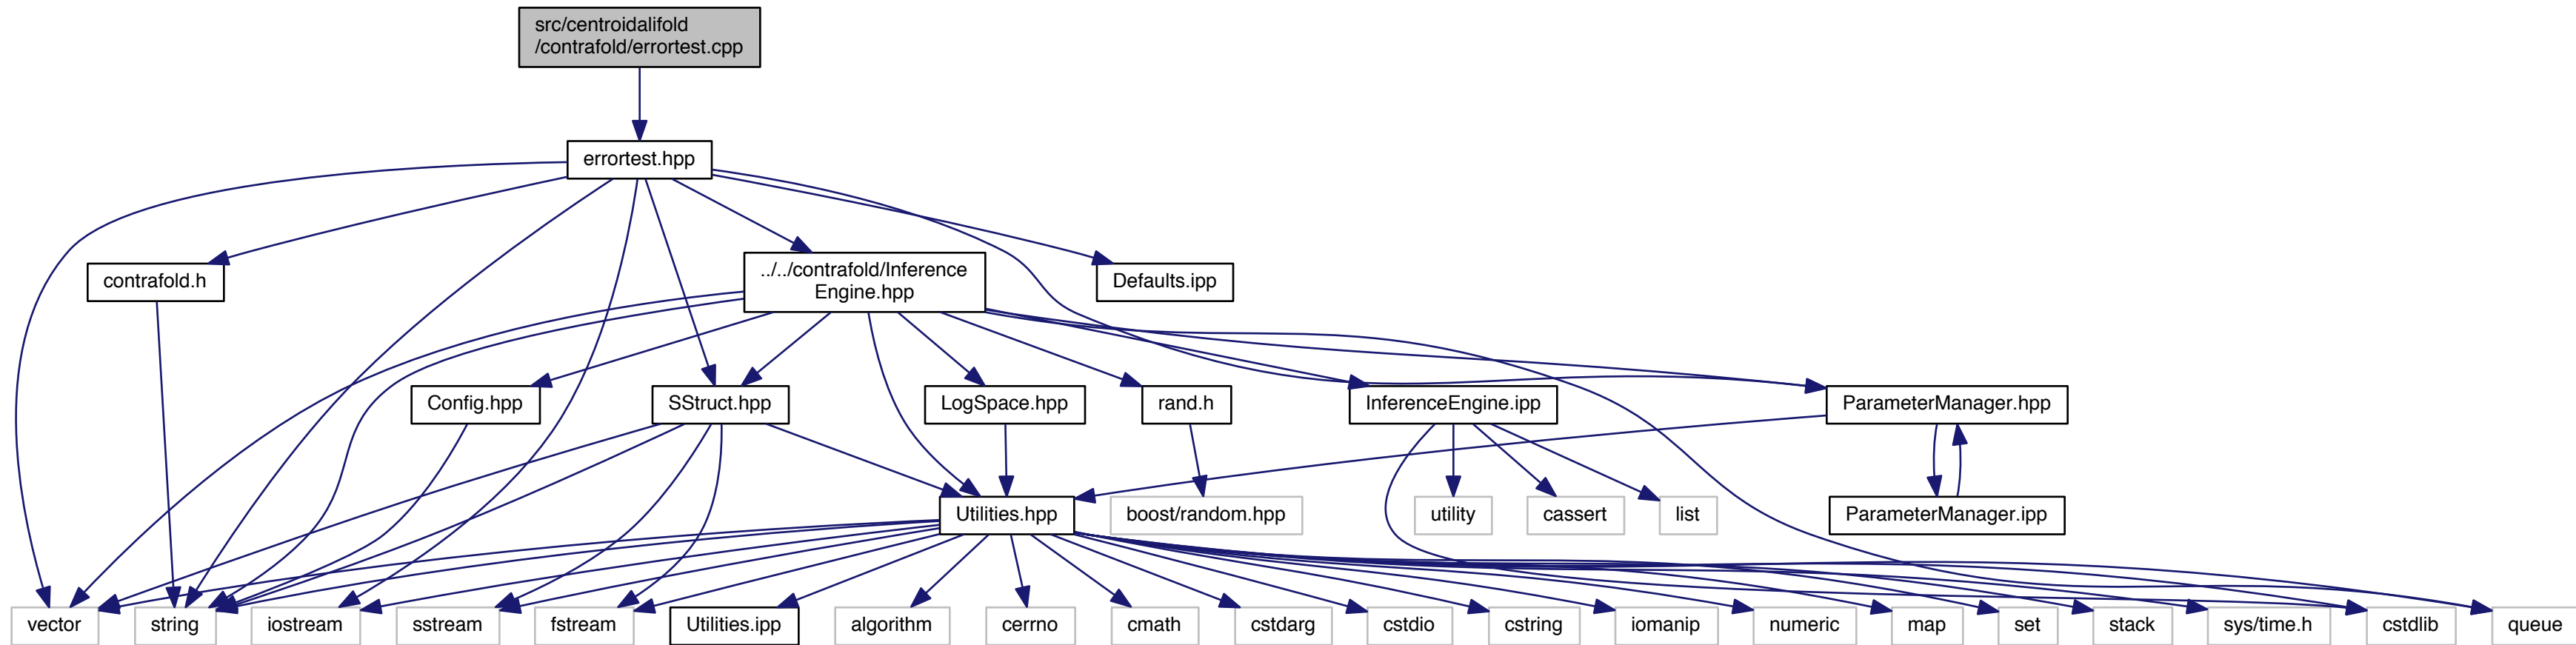 src/centroidalifold
/contrafold/errortest.cpp
errortest.hpp
contrafold.h
../../contrafold/Inference
Engine.hpp
Defaults.ipp
Config.hpp
SStruct.hpp
LogSpace.hpp
rand.h
InferenceEngine.ipp
ParameterManager.hpp
Utilities.hpp
boost/random.hpp
utility
cassert
list
ParameterManager.ipp
vector
string
iostream
sstream
fstream
Utilities.ipp
algorithm
cerrno
cmath
cstdarg
cstdio
cstring
iomanip
numeric
map
set
stack
sys/time.h
cstdlib
queue